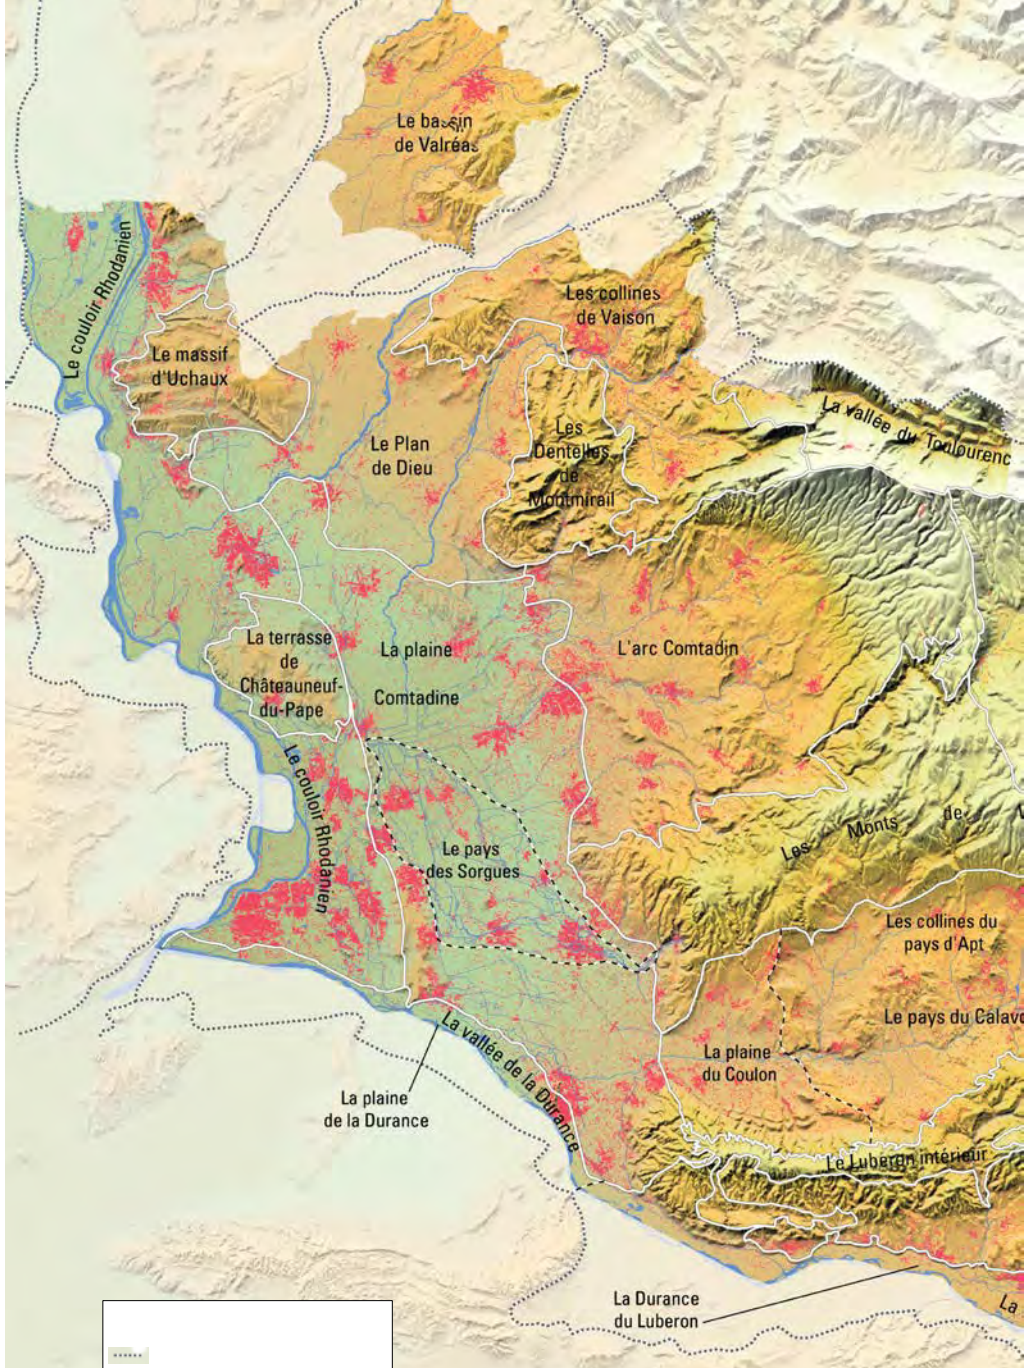 Le bassin
de Valréas
Le couloir Rhodanien
Les collines
de Vaison
Le massif
d'Uchaux
La vallée du Toulourenc
Le Plan
de Dieu
Les
Dentelles
de
Montmirail
La terrasse
de
Châteauneuf-
du-Pape
La plaine
Comtadine
L'arc Comtadin
Le couloir Rhodanien
Le pays
des Sorgues
Les Monts de
Les collines du
pays d'Apt
Le pays du Calavo
La plaine
du Coulon
La vallée de la Durance
La plaine
de la Durance
Le Luberon intérieur
La Durance
du Luberon
La